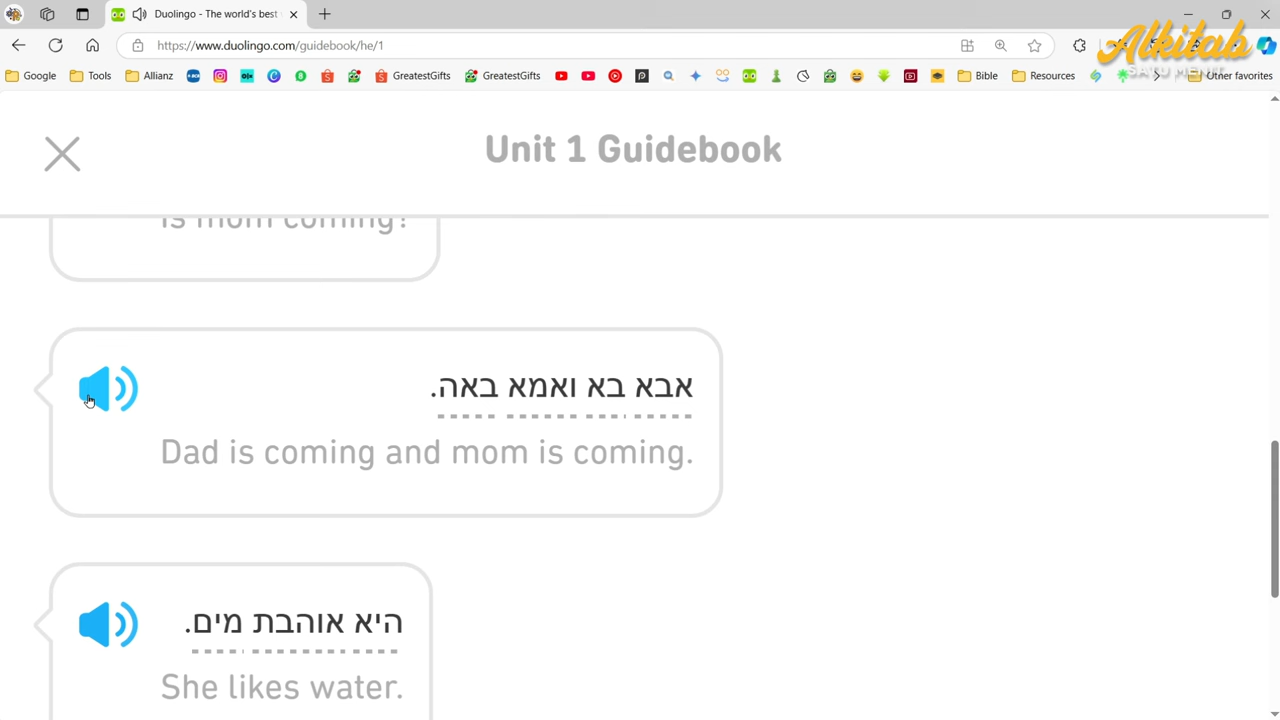 Duolingo - The world's best
https://www.duolingo.com/guidebook/he/1
Alkitab
SATU MENIT
Google
Tools
Allianz
GreatestGifts
GreatestGifts
Bible
Resources
Other favorites
Unit 1 Guidebook
Is mom coming?
אבא בא ואמא באה.
Dad is coming and mom is coming.
היא אוהבת מים.
She likes water.